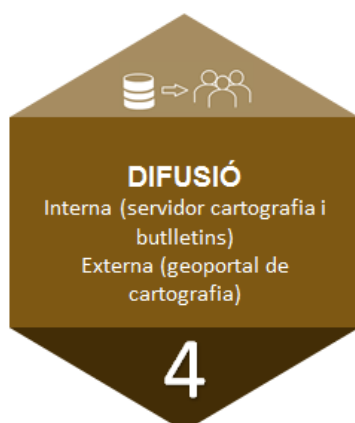 DIFUSIÓ
Interna (servidor cartografia i
butlletins)
Externa (geoportal de
cartografia)
4